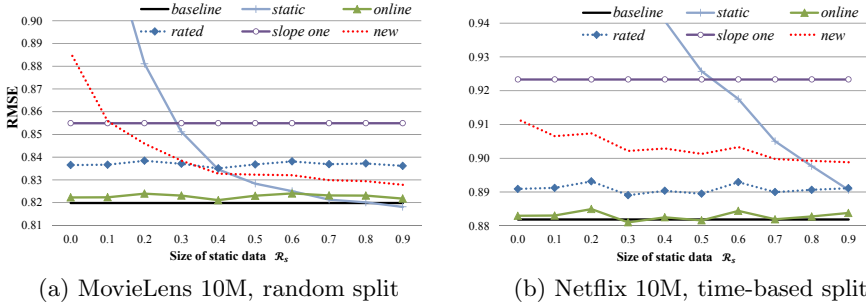 baseline static online
rated slope one new
0.90
0.89
0.88
0.87
0.86
0.85
0.84
0.83
0.82
0.81
RMSE
0.0 0.1 0.2 0.3 0.4 0.5 0.6 0.7 0.8 0.9
Size of static data 𝓡s
(a) MovieLens 10M, random split
baseline static online
rated slope one new
0.94
0.93
0.92
0.91
0.90
0.89
0.88
0.0 0.1 0.2 0.3 0.4 0.5 0.6 0.7 0.8 0.9
Size of static data 𝓡s
(b) Netflix 10M, time-based split